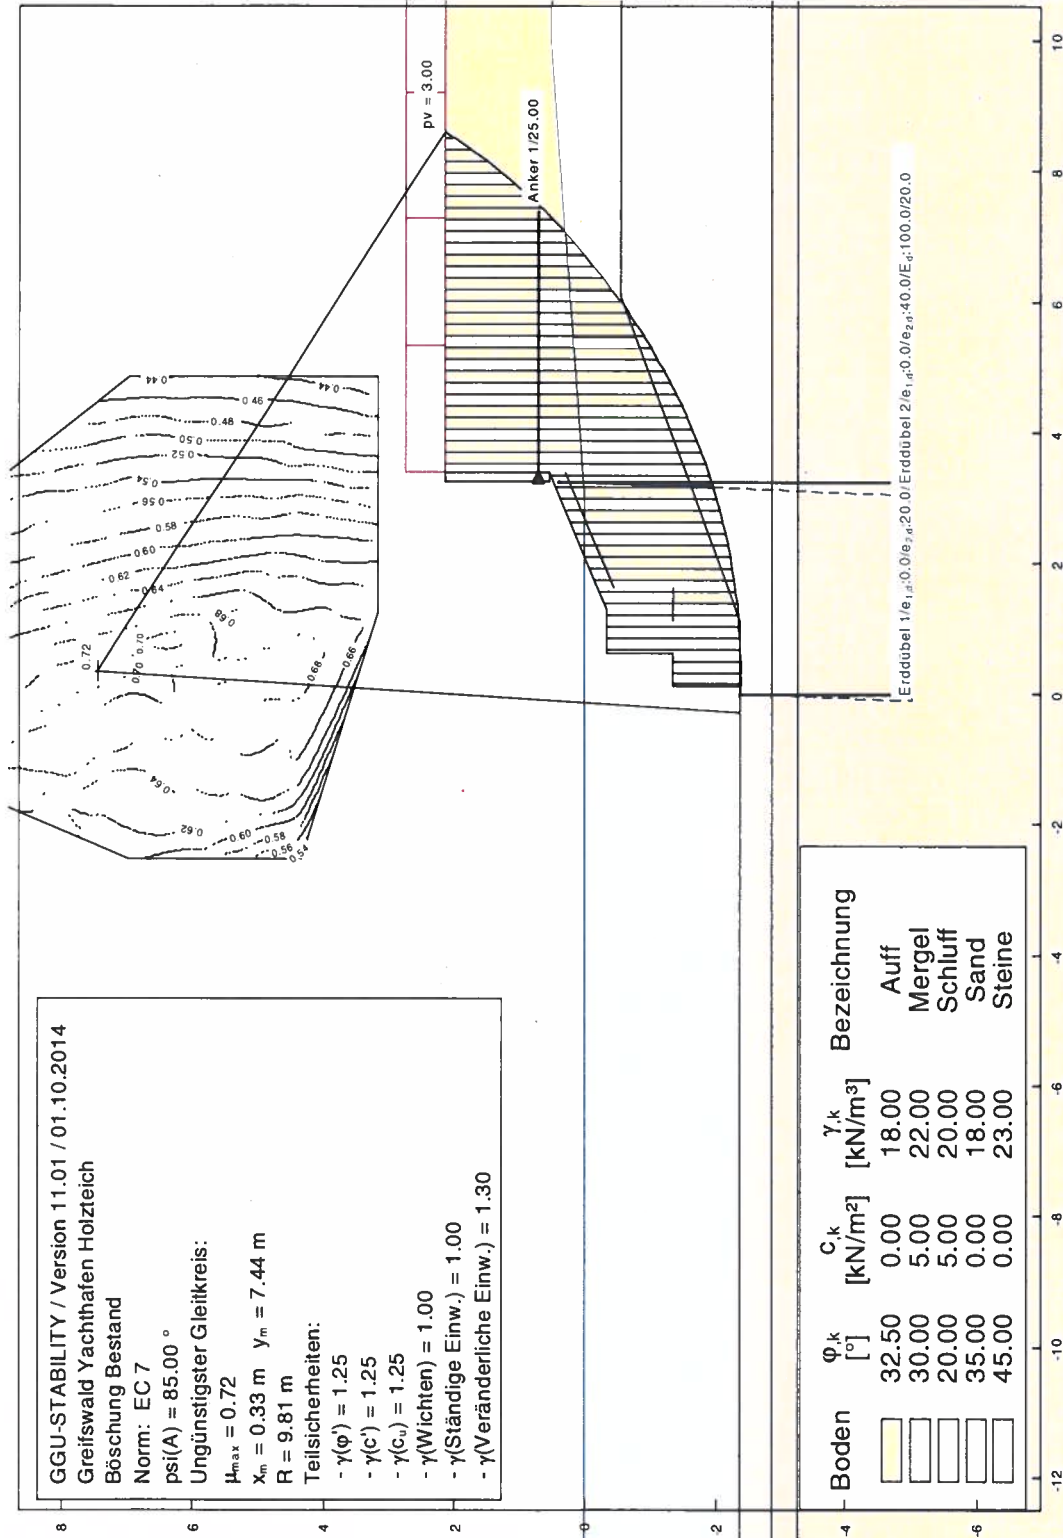 GGU-STABILITY / Version 11.01 / 01.10.2014
Greifswald Yachthafen Holzteich
Böschung Bestand
Norm: EC 7
psi(A) = 85.00 °
Ungünstigster Gleitkreis:
μmax = 0.72
xm = 0.33 m ym = 7.44 m
R = 9.81 m
Teilsicherheiten:
- γ(φ') = 1.25
- γ(c') = 1.25
- γ(cu) = 1.25
- γ(Wichten) = 1.00
- γ(Ständige Einw.) = 1.00
- γ(Veränderliche Einw.) = 1.30
0.44
0.44
0.46
0.48
0.50
0.52
0.54
0.56
0.58
0.60
0.62
0.64
0.68
0.72
0.70
0.70
0.68
0.66
0.64
0.62
0.60
0.58
0.56
0.54
pv = 3.00
Anker 1/25.00
Erddübel 1/e1,d:0.0/e2,d:20.0/ Erddübel 2/e1,d:0.0/e2,d:40.0/Ed:100.0/20.0
Boden φ,k [°] c,k [kN/m²] γ,k [kN/m³] Bezeichnung
32.50 0.00 18.00 Auff
30.00 5.00 22.00 Mergel
20.00 5.00 20.00 Schluff
35.00 0.00 18.00 Sand
45.00 0.00 23.00 Steine
8
6
4
2
0
-2
-4
-6
-12 -10 -8 -6 -4 -2 0 2 4 6 8 10